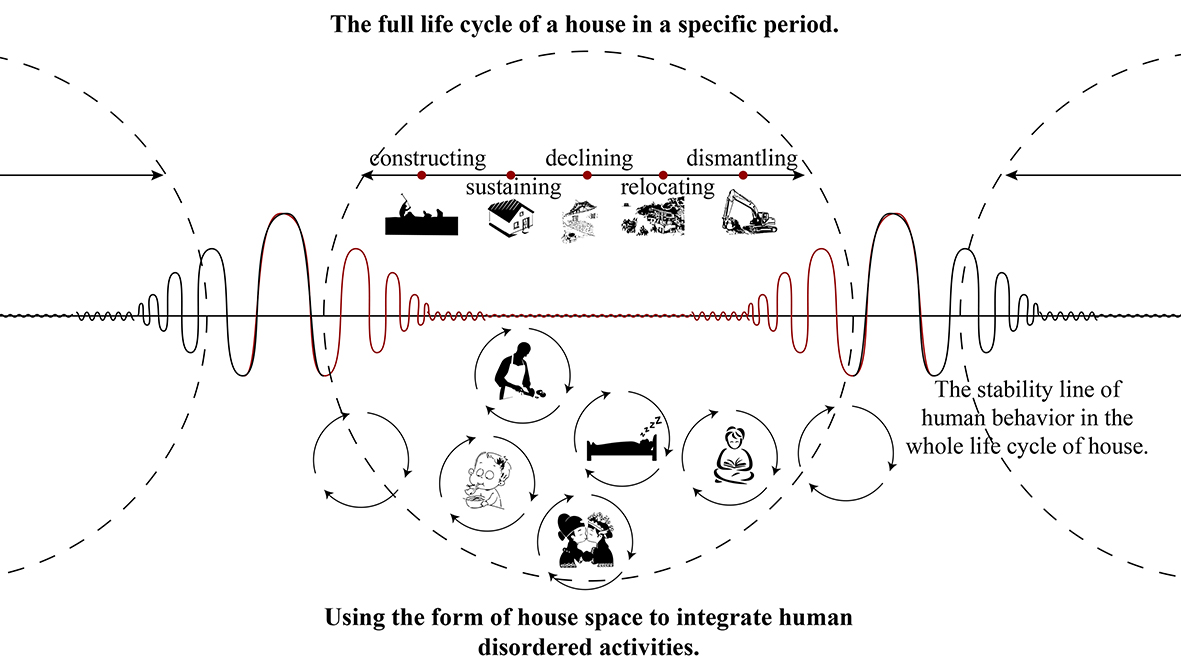 The full life cycle of a house in a specific period.
constructing
declining
dismantling
sustaining
relocating
zzzZ
The stability line of
human behavior in the
whole life cycle of house.
Using the form of house space to integrate human
disordered activities.